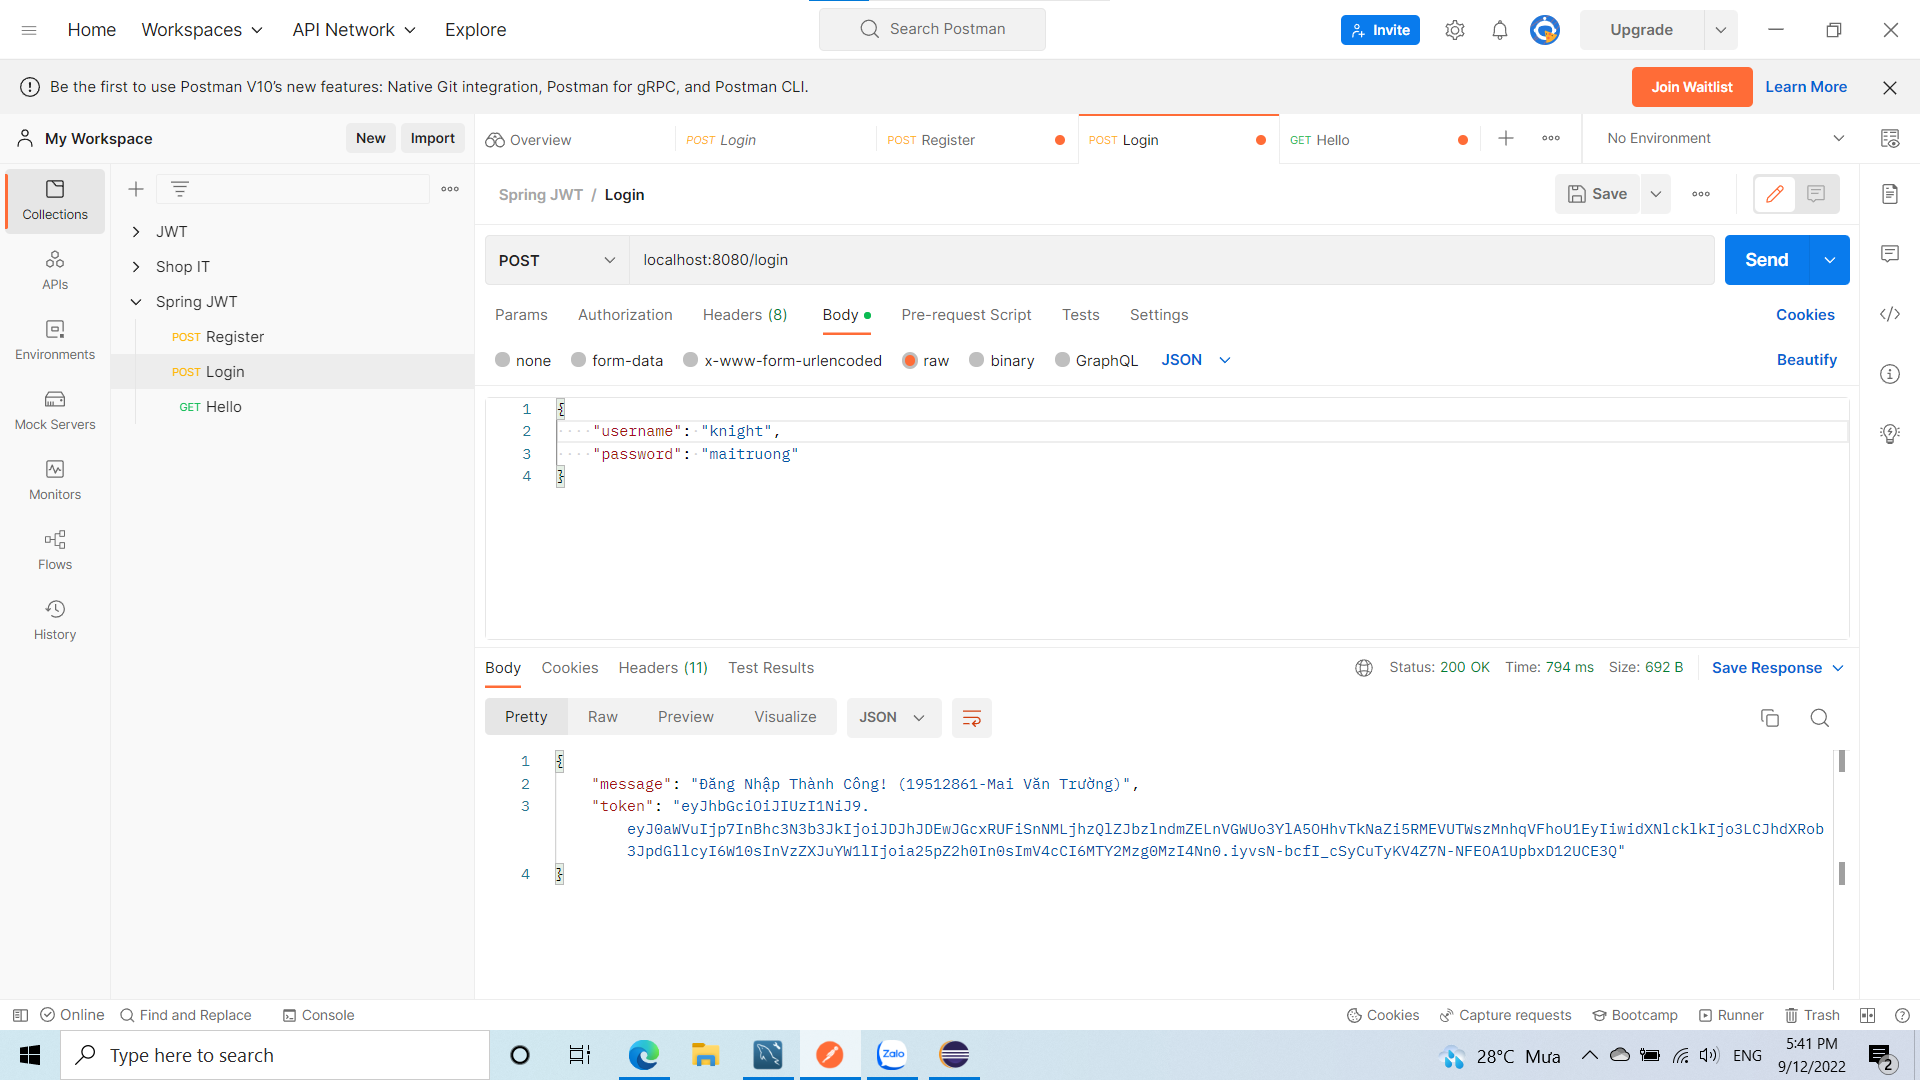 Home Workspaces API Network Explore Search Postman Invite Upgrade
Be the first to use Postman V10's new features: Native Git integration, Postman for gRPC, and Postman CLI. Join Waitlist Learn More
My Workspace New Import Overview POST Login POST Register POST Login GET Hello No Environment
Collections
APIs
Environments
Mock Servers
Monitors
Flows
History
JWT
Shop IT
Spring JWT
POST Register
POST Login
GET Hello
Spring JWT / Login Save
POST localhost:8080/login Send
Params Authorization Headers (8) Body Pre-request Script Tests Settings Cookies
none form-data x-www-form-urlencoded raw binary GraphQL JSON Beautify
1 {
2 "username": "knight",
3 "password": "maitruong"
4 }
Body Cookies Headers (11) Test Results Status: 200 OK Time: 794 ms Size: 692 B Save Response
Pretty Raw Preview Visualize JSON
1 {
2 "message": "Đăng Nhập Thành Công! (19512861-Mai Văn Trường)",
3 "token": "eyJhbGciOiJIUzI1NiJ9.
4 }
Online Find and Replace Console Cookies Capture requests Bootcamp Runner Trash
Type here to search Zalo 28°C Mưa ENG 5:41 PM
9/12/2022 2